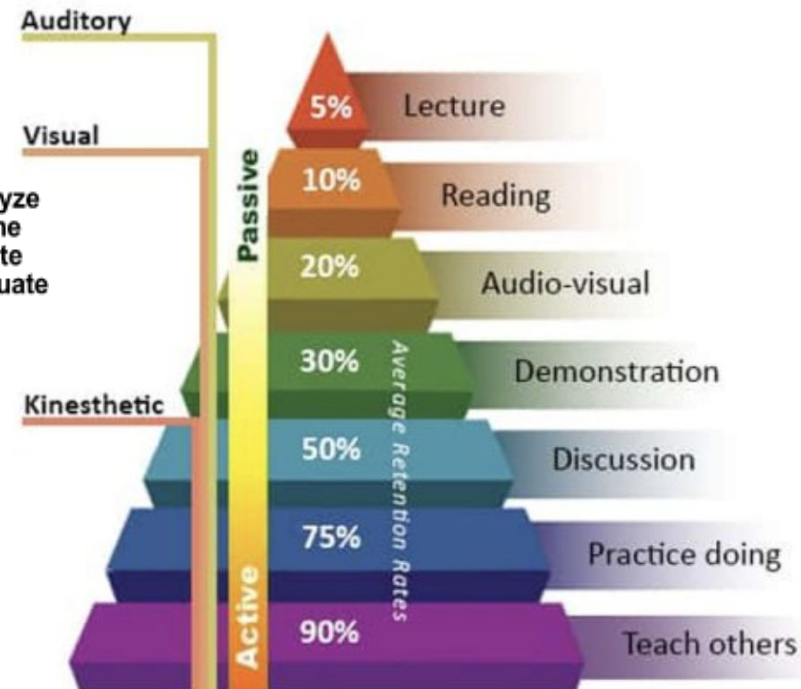 Auditory
Visual
Kinesthetic
Passive
Active
5% Lecture
10% Reading
20% Audio-visual
30% Demonstration
50% Discussion
75% Practice doing
90% Teach others
Average Retention Rates
uate